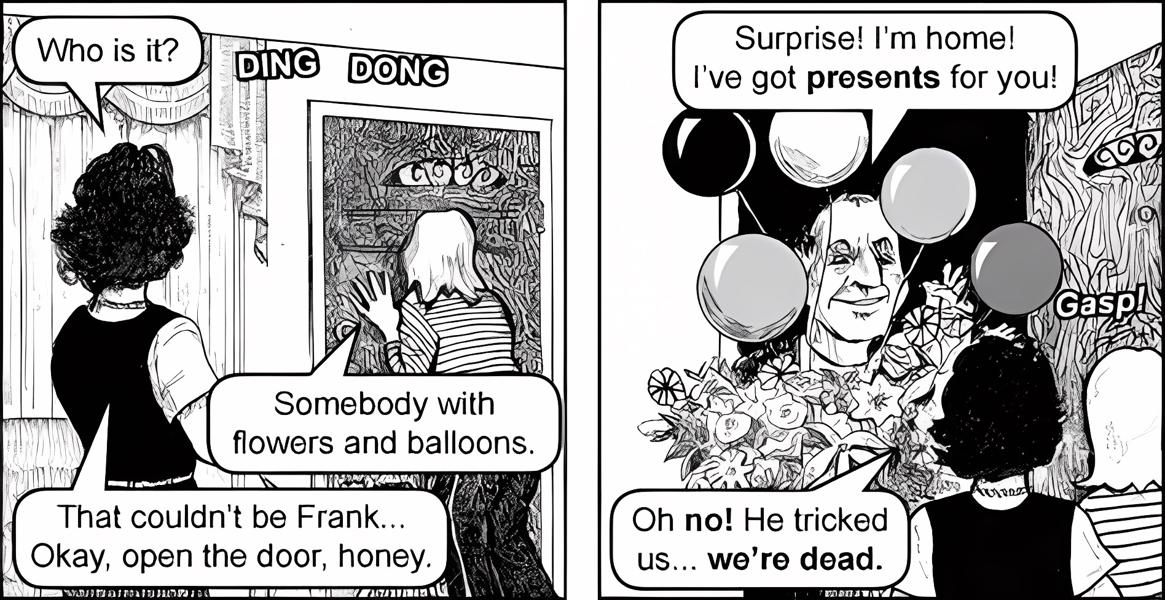 Who is it?
DING DONG
Somebody with
flowers and balloons.
That couldn't be Frank...
Okay, open the door, honey.
Surprise! I'm home!
I've got presents for you!
Gasp!
Oh no! He tricked
us... we're dead.